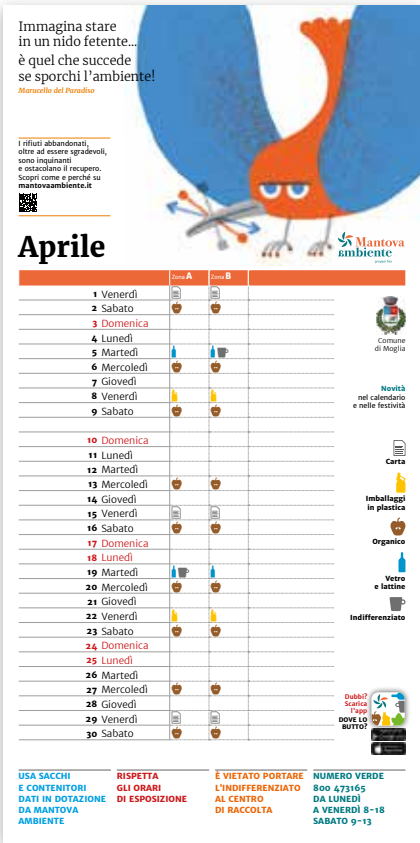 Immagina stare
in un nido fetente...
è quel che succede
se sporchi l’ambiente!
Marucello del Paradiso
I rifiuti abbandonati,
oltre ad essere sgradevoli,
sono inquinanti
e ostacolano il recupero.
Scopri come e perché su
mantovaambiente.it
Aprile
Mantova
ambiente
Zona A Zona B
1 Venerdì
2 Sabato
3 Domenica
4 Lunedì
5 Martedì
6 Mercoledì
7 Giovedì
8 Venerdì
9 Sabato
10 Domenica
11 Lunedì
12 Martedì
13 Mercoledì
14 Giovedì
15 Venerdì
16 Sabato
17 Domenica
18 Lunedì
19 Martedì
20 Mercoledì
21 Giovedì
22 Venerdì
23 Sabato
24 Domenica
25 Lunedì
26 Martedì
27 Mercoledì
28 Giovedì
29 Venerdì
30 Sabato
Comune
di Moglia
Novità
nel calendario
e nelle festività
Carta
Imballaggi
in plastica
Organico
Vetro
e lattine
Indifferenziato
Dubbi?
Scarica
l’app
DOVE LO
BUTTO?
USA SACCHI
E CONTENITORI
DATI IN DOTAZIONE
DA MANTOVA
AMBIENTE
RISPETTA
GLI ORARI
DI ESPOSIZIONE
È VIETATO PORTARE
L’INDIFFERENZIATO
AL CENTRO
DI RACCOLTA
NUMERO VERDE
800 473165
DA LUNEDÌ
A VENERDÌ 8-18
SABATO 9-13